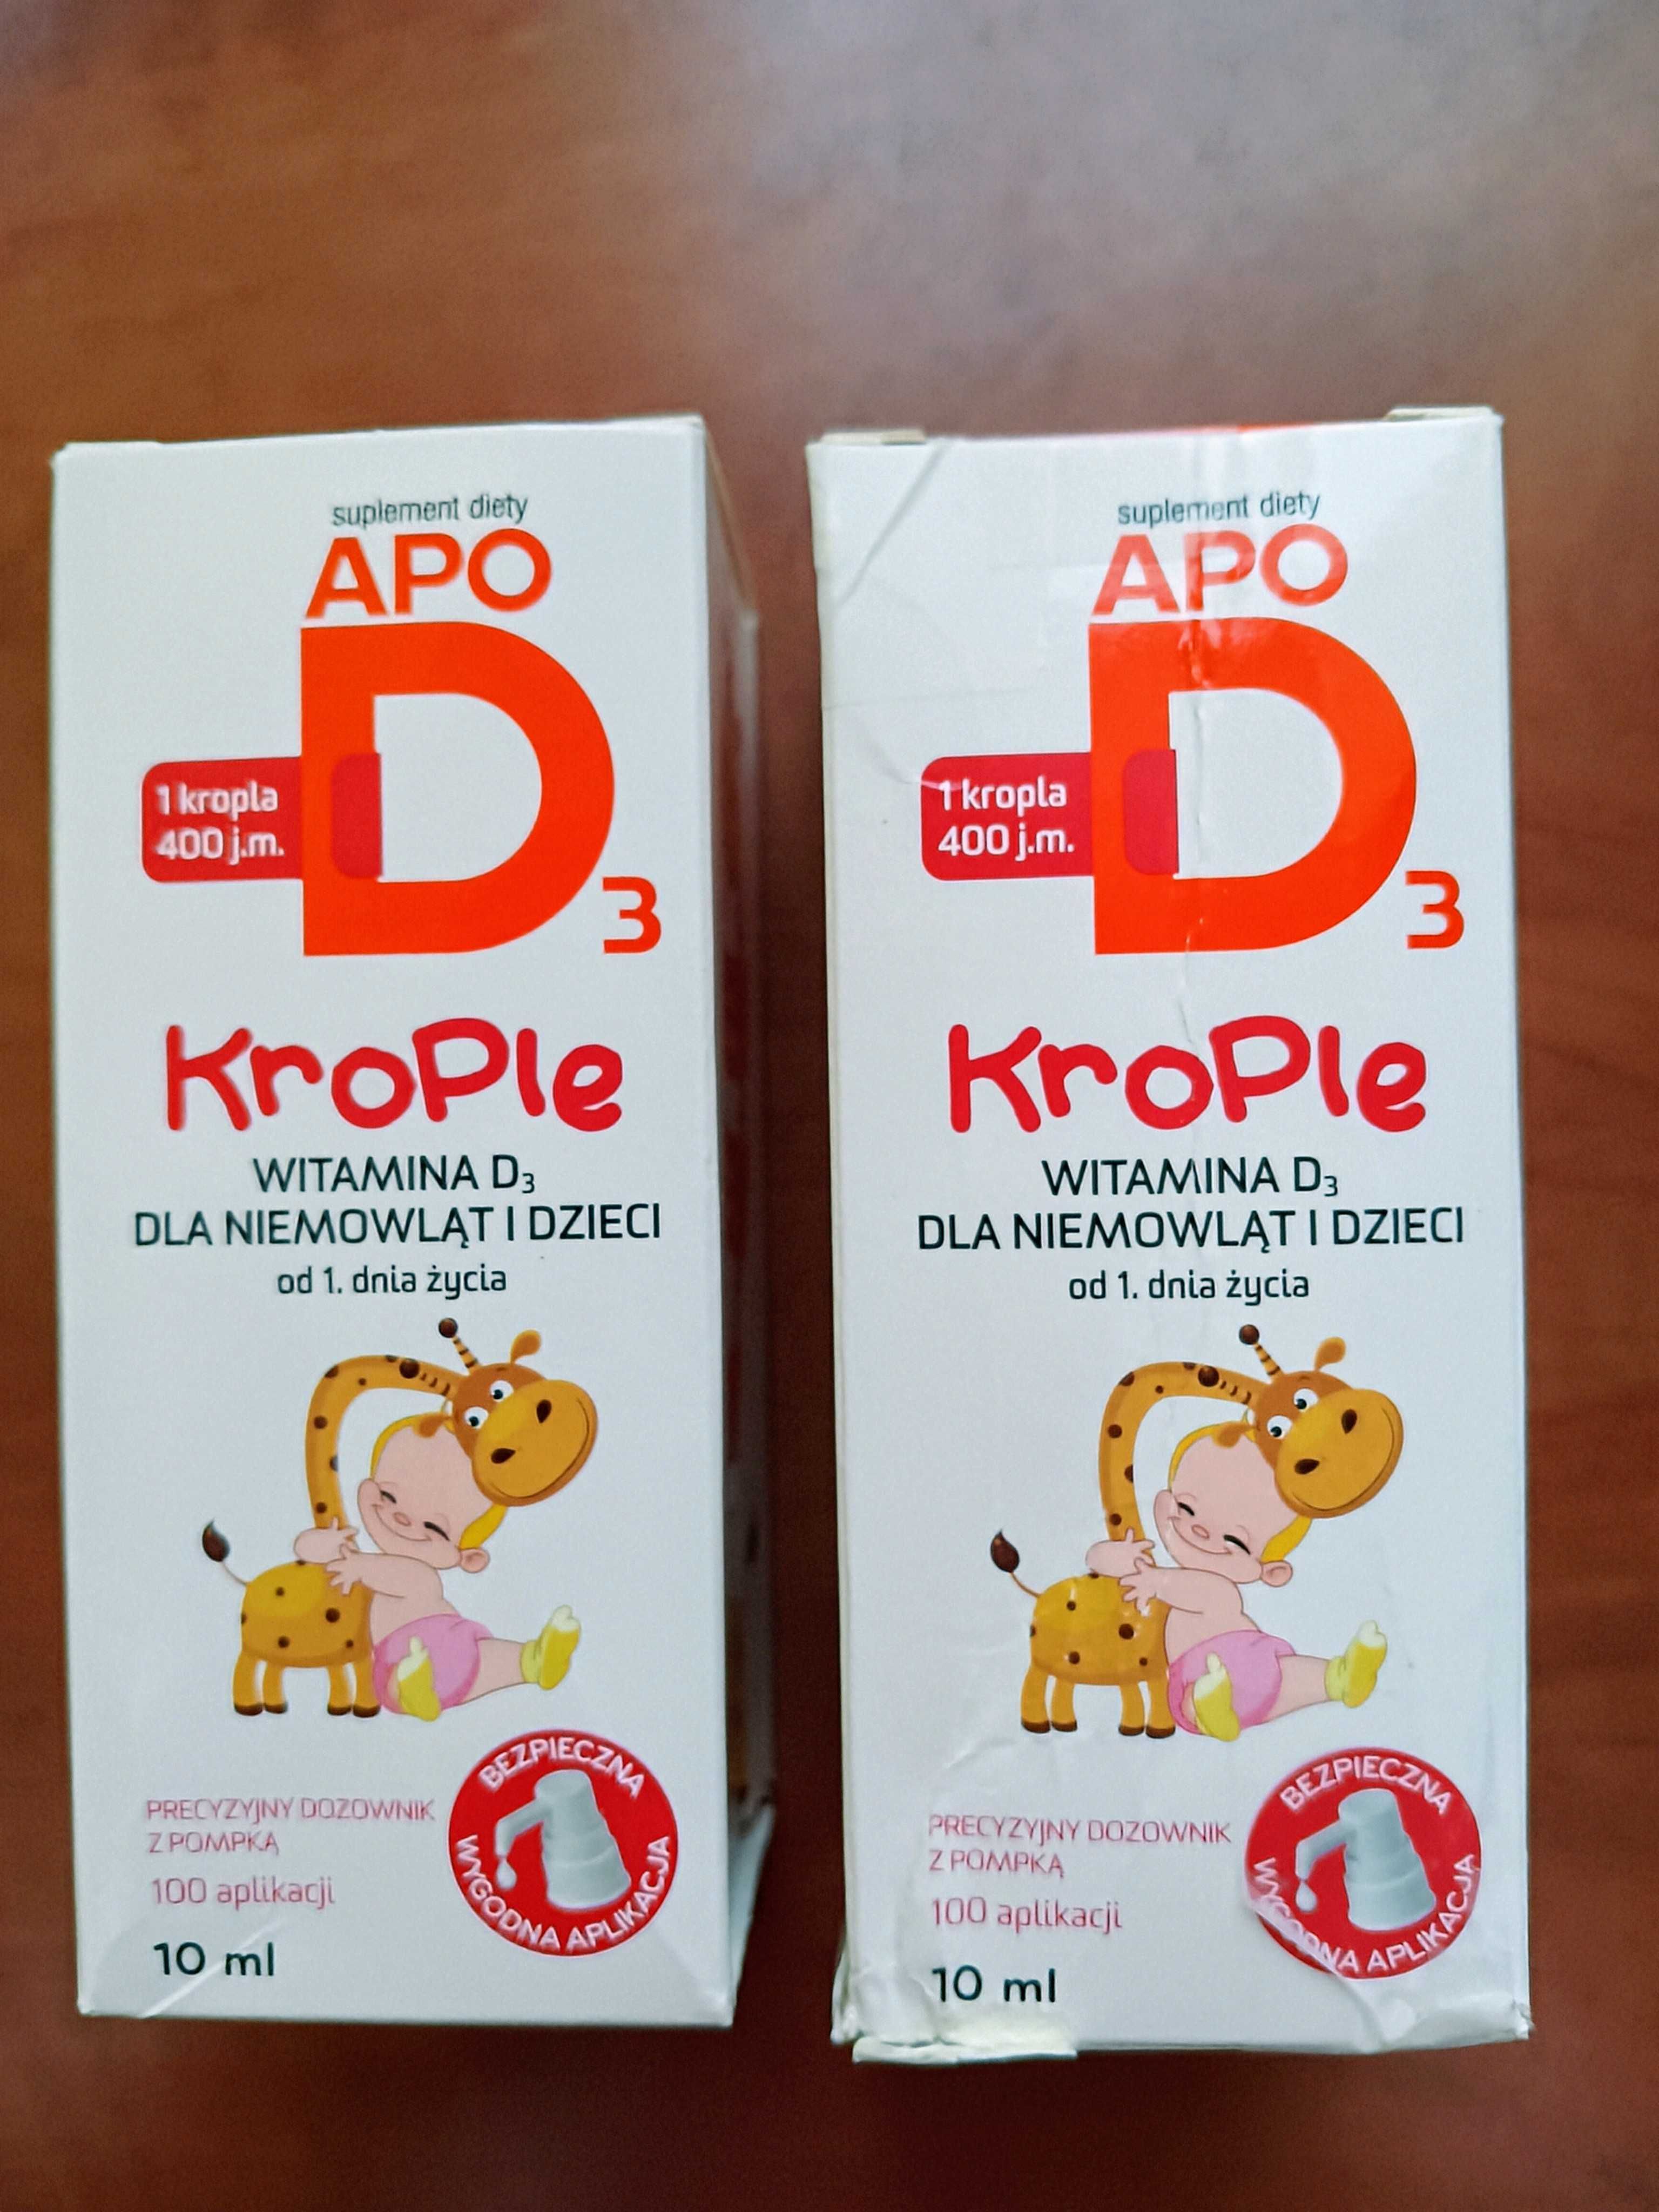 suplement diety
APO
D3
1 kropla
400 j.m.
KroPle
WITAMINA D3
DLA NIEMOWLĄT I DZIECI
od 1. dnia życia
PRECYZYJNY DOZOWNIK
Z POMPKĄ
100 aplikacji
10 ml
BEZPIECZNA
WYGODNA APLIKACJA
suplement diety
APO
D3
1 kropla
400 j.m.
KroPle
WITAMINA D3
DLA NIEMOWLĄT I DZIECI
od 1. dnia życia
PRECYZYJNY DOZOWNIK
Z POMPKĄ
100 aplikacji
10 ml
BEZPIECZNA
WYGODNA APLIKACJA